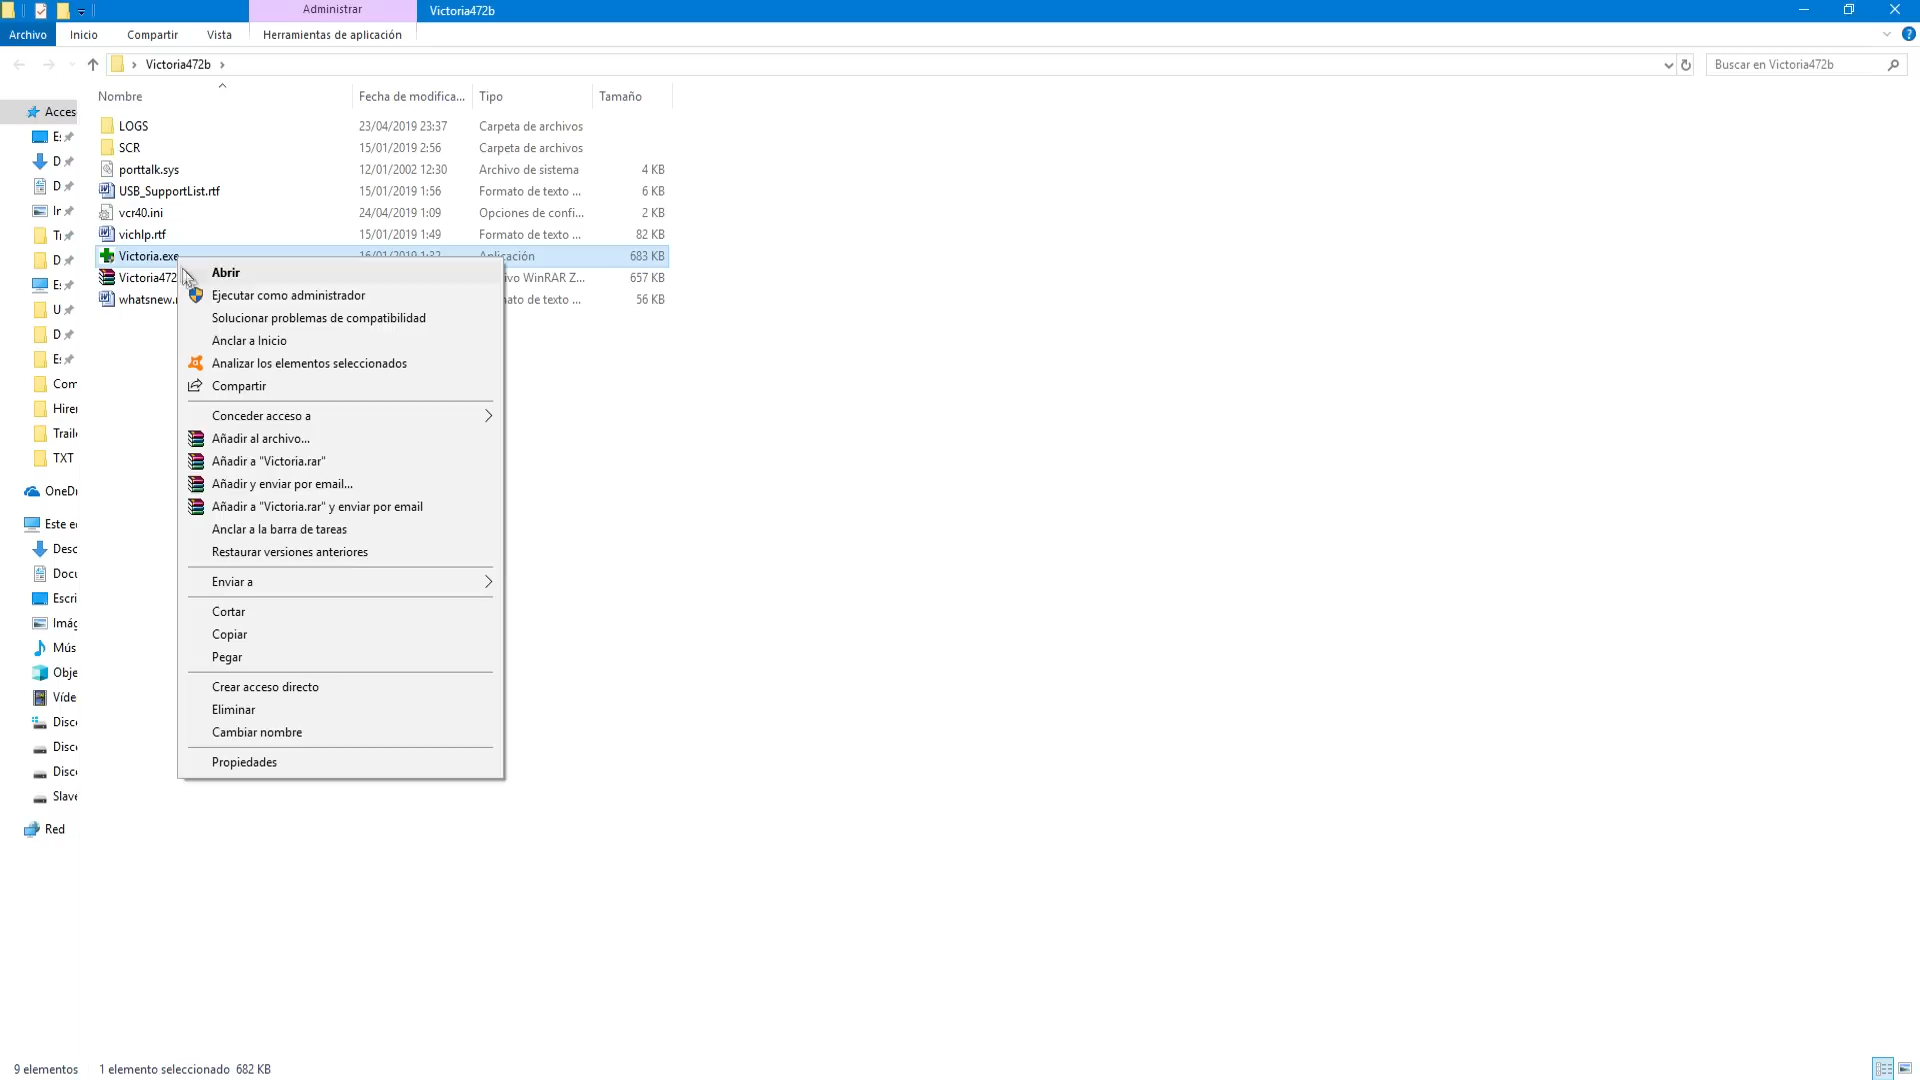 Administrar
Victoria472b
Archivo
Inicio
Compartir
Vista
Herramientas de aplicación
Victoria472b
Buscar en Victoria472b
Nombre
Fecha de modifica...
Tipo
Tamaño
LOGS
23/04/2019 23:37
Carpeta de archivos
SCR
15/01/2019 2:56
Carpeta de archivos
porttalk.sys
12/01/2002 12:30
Archivo de sistema
4 KB
USB_SupportList.rtf
15/01/2019 1:56
Formato de texto ...
6 KB
vcr40.ini
24/04/2019 1:09
Opciones de confi...
2 KB
vichlp.rtf
15/01/2019 1:49
Formato de texto ...
82 KB
Victoria.exe
16/01/2019 1:32
Aplicación
683 KB
Victoria472
ivo WinRAR Z...
657 KB
whatsnew.r
ato de texto ...
56 KB
Acces
E:
D
D
Ir
Ti
D
E:
U
D
E:
Com
Hirer
Traile
TXT
OneDr
Este e
Desc
Docu
Escri
Imág
Mús
Obje
Víde
Disc
Disc
Disc
Slave
Red
Abrir
Ejecutar como administrador
Solucionar problemas de compatibilidad
Anclar a Inicio
Analizar los elementos seleccionados
Compartir
Conceder acceso a
Añadir al archivo...
Añadir a "Victoria.rar"
Añadir y enviar por email...
Añadir a "Victoria.rar" y enviar por email
Anclar a la barra de tareas
Restaurar versiones anteriores
Enviar a
Cortar
Copiar
Pegar
Crear acceso directo
Eliminar
Cambiar nombre
Propiedades
9 elementos
1 elemento seleccionado 682 KB